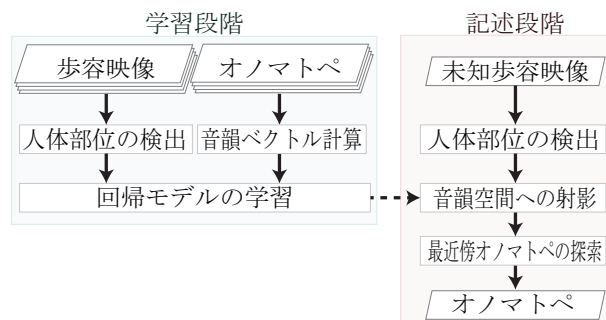 学習段階
歩容映像
オノマトペ
人体部位の検出
音韻ベクトル計算
回帰モデルの学習
記述段階
未知歩容映像
人体部位の検出
音韻空間への射影
最近傍オノマトペの探索
オノマトペ